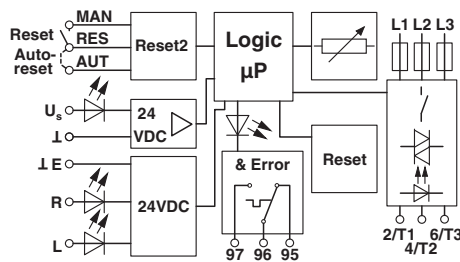 MAN
Reset
RES
Auto-
reset
AUT
Reset2
Logic
µP
L1 L2 L3
Us
24
VDC
⊥
⊥E
R
L
24VDC
& Error
Reset
97 96 95
2/T1 6/T3
4/T2